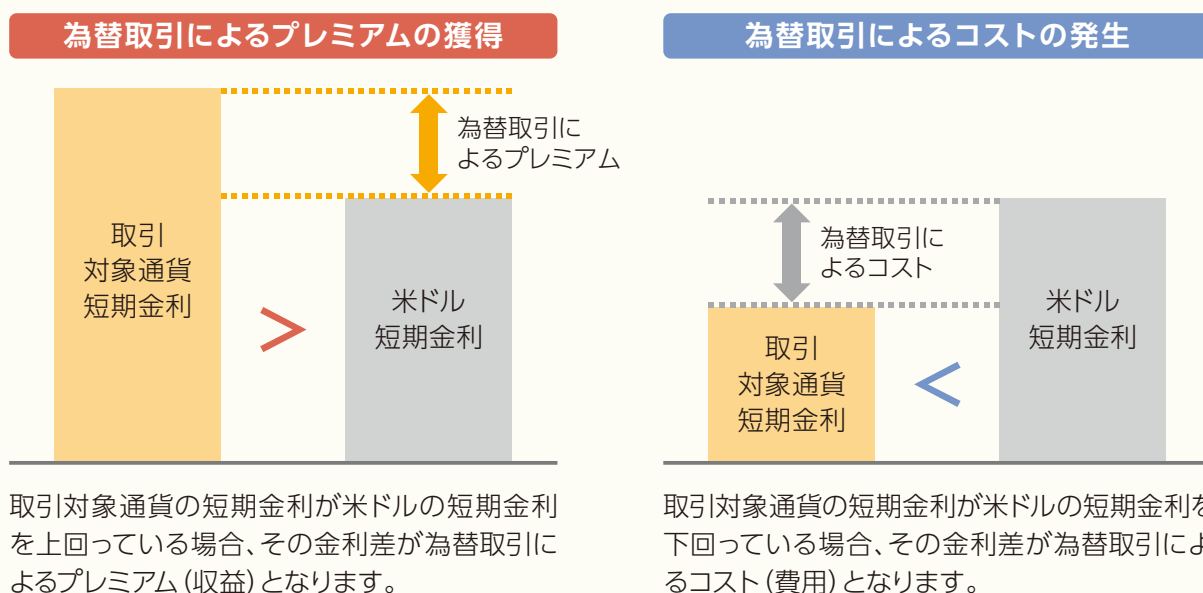 為替取引によるプレミアムの獲得
為替取引に
よるプレミアム
取引
対象通貨
短期金利
>
米ドル
短期金利
取引対象通貨の短期金利が米ドルの短期金利
を上回っている場合、その金利差が為替取引に
よるプレミアム(収益)となります。
為替取引によるコストの発生
為替取引に
よるコスト
取引
対象通貨
短期金利
<
米ドル
短期金利
取引対象通貨の短期金利が米ドルの短期金利を
下回っている場合、その金利差が為替取引によ
るコスト(費用)となります。